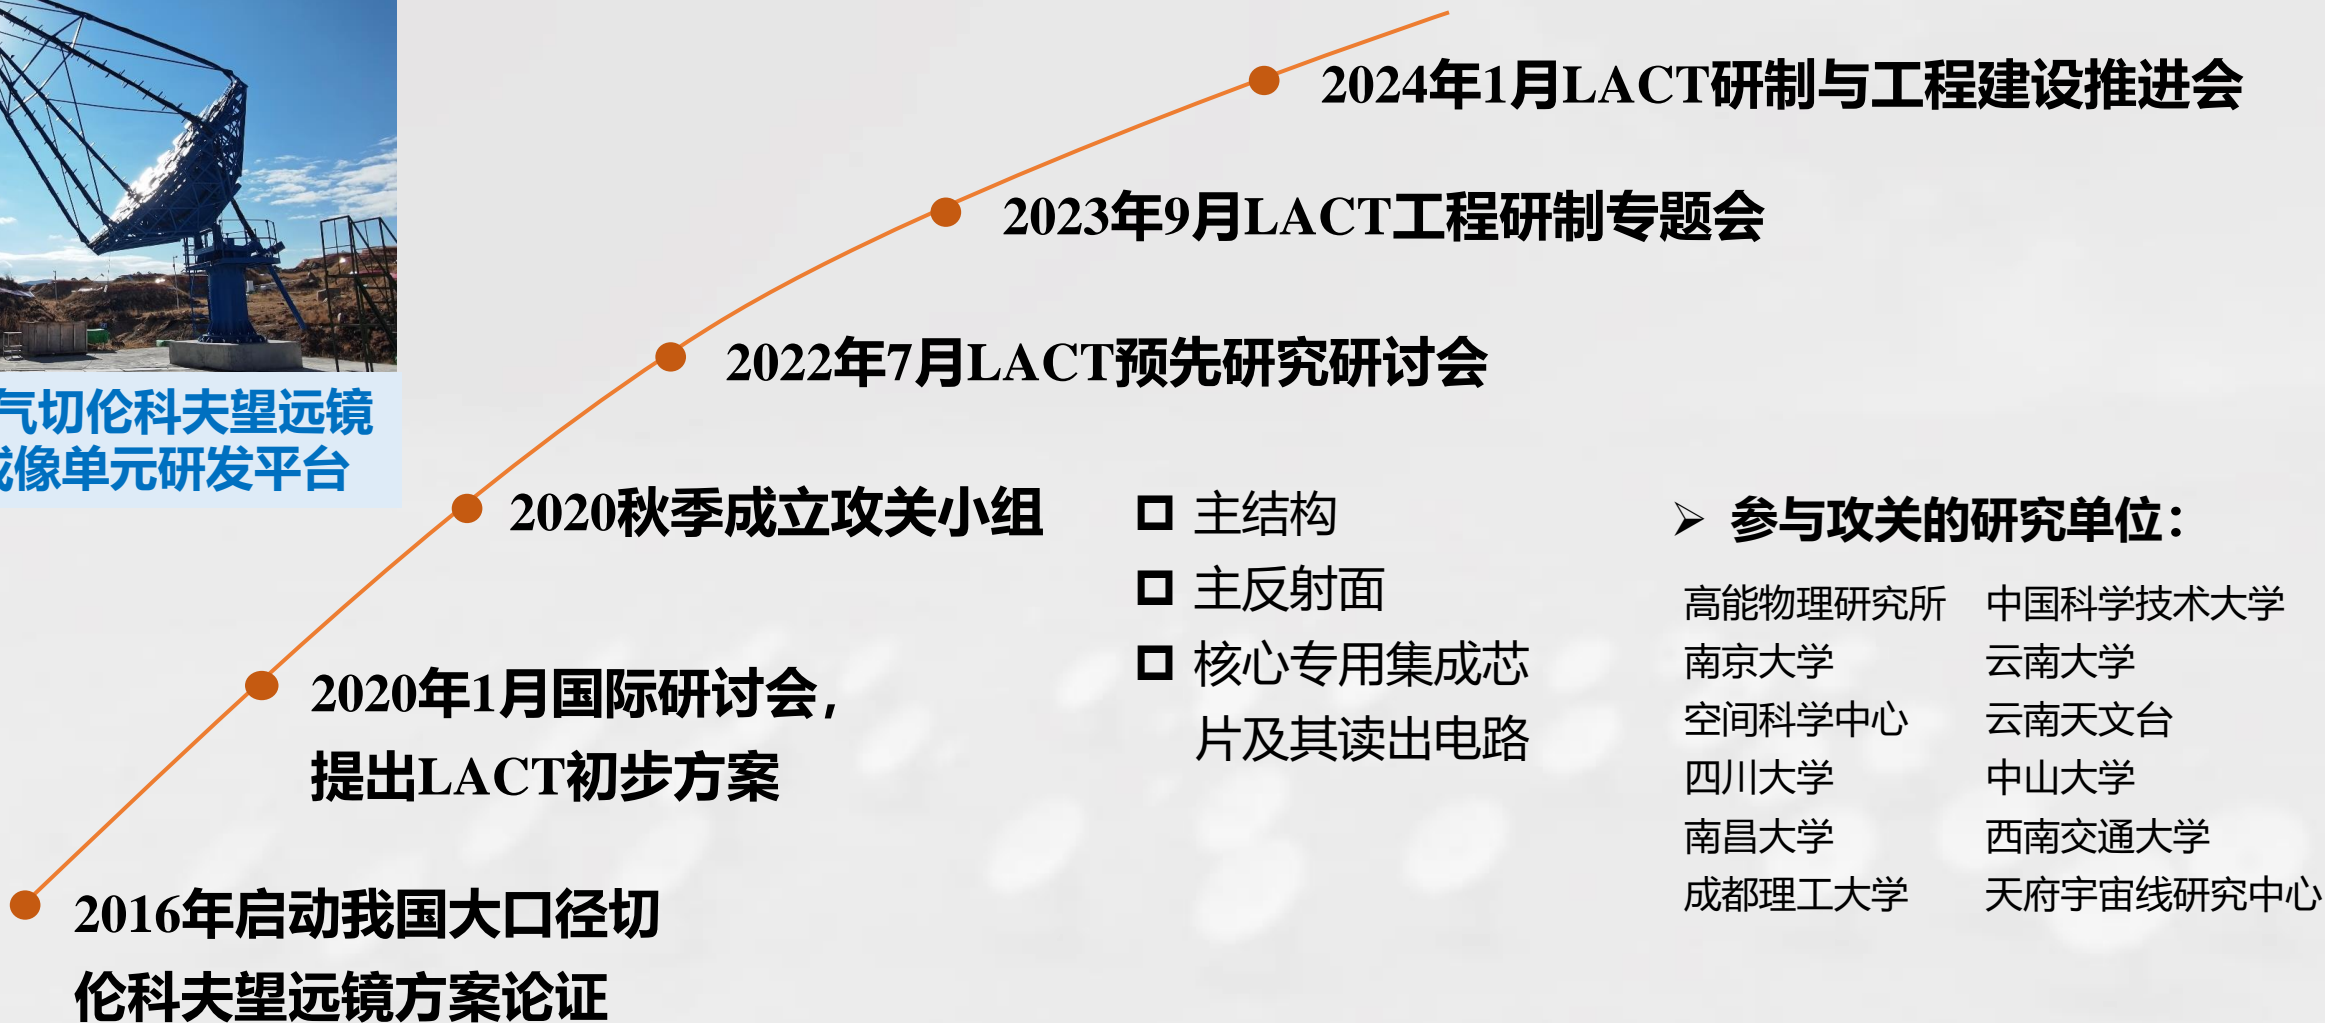 2024年1月LACT研制与工程建设推进会
2023年9月LACT工程研制专题会
2022年7月LACT预先研究研讨会
气切伦科夫望远镜
成像单元研发平台
2020秋季成立攻关小组
2020年1月国际研讨会，
提出LACT初步方案
2016年启动我国大口径切
伦科夫望远镜方案论证
主结构
主反射面
核心专用集成芯
片及其读出电路
参与攻关的研究单位：
高能物理研究所 中国科学技术大学
南京大学 云南大学
空间科学中心 云南天文台
四川大学 中山大学
南昌大学 西南交通大学
成都理工大学 天府宇宙线研究中心